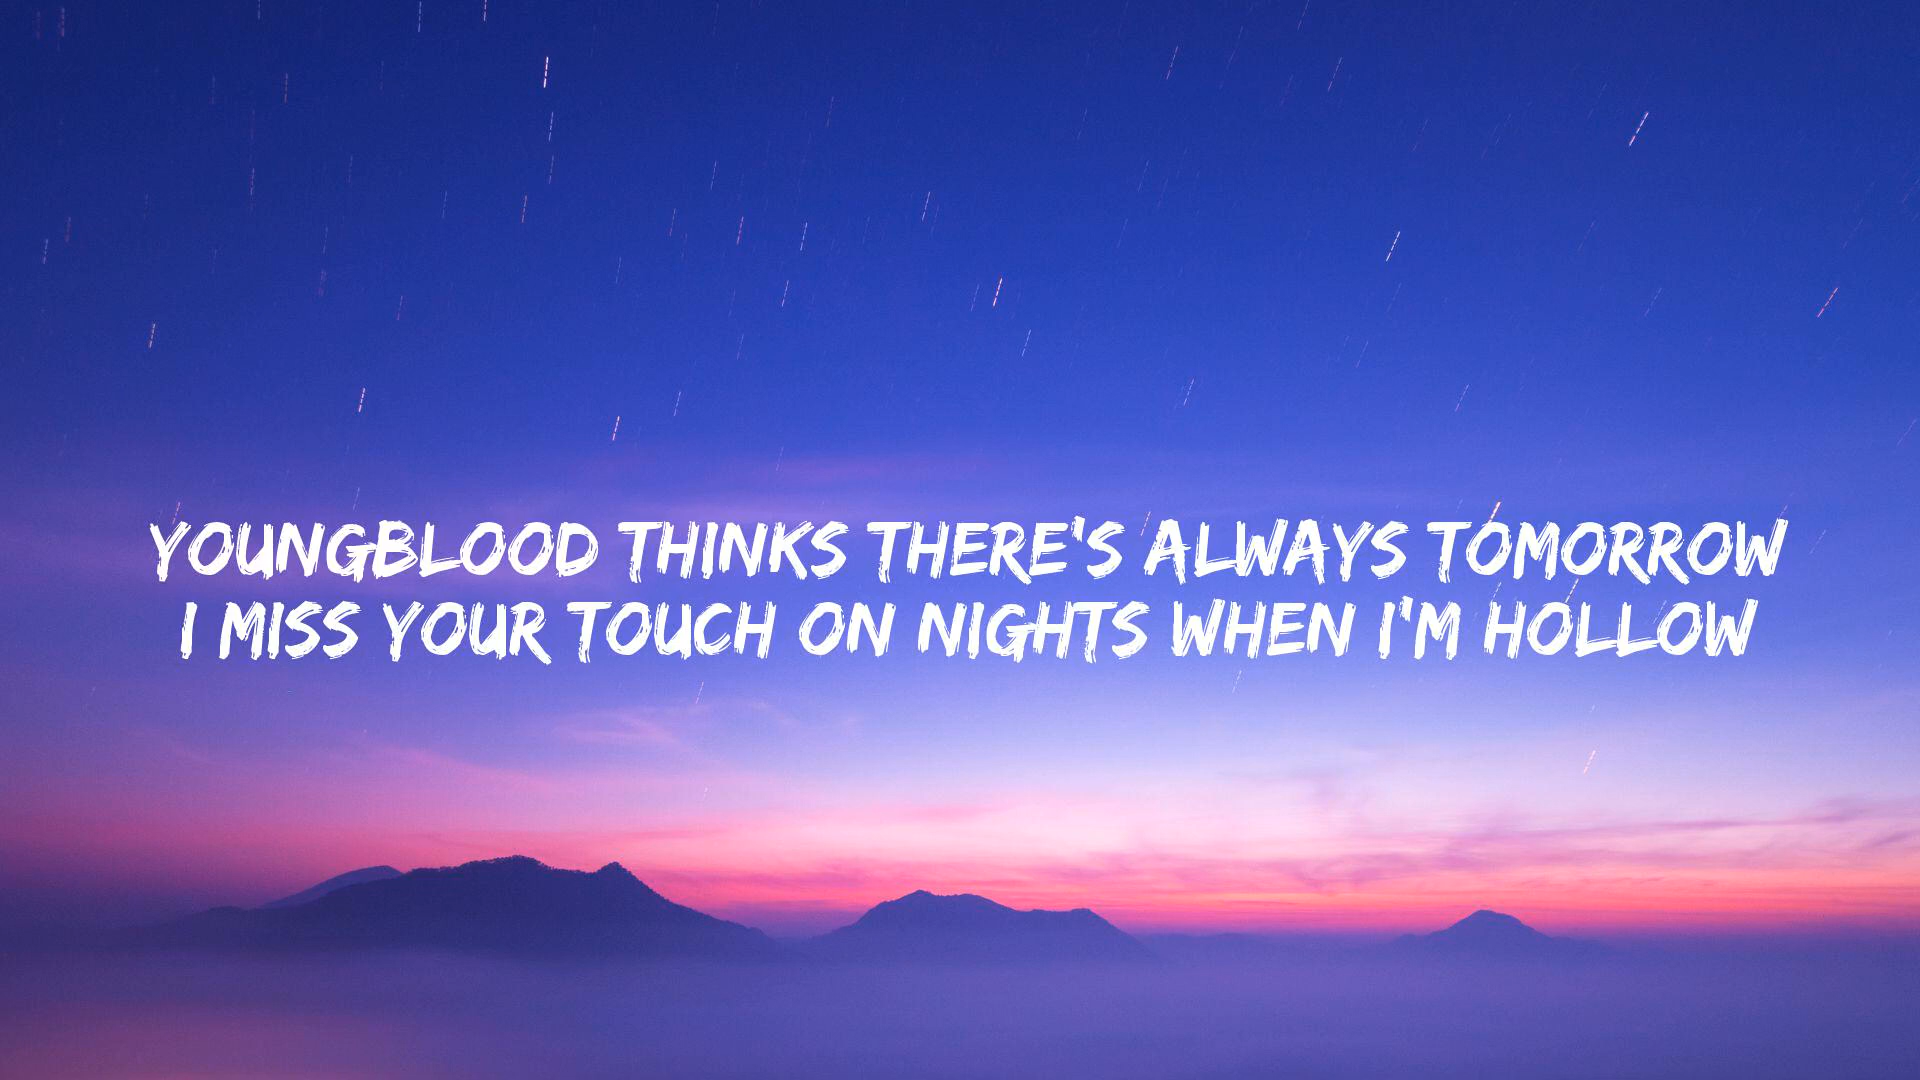 YOUNGBLOOD THINKS THERE'S ALWAYS TOMORROW
I MISS YOUR TOUCH ON NIGHTS WHEN I'M HOLLOW